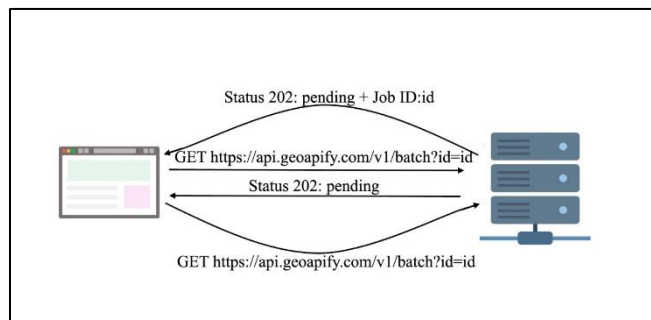 Status 202: pending + Job ID:id
GET https://api.geoapify.com/v1/batch?id=id
Status 202: pending
GET https://api.geoapify.com/v1/batch?id=id